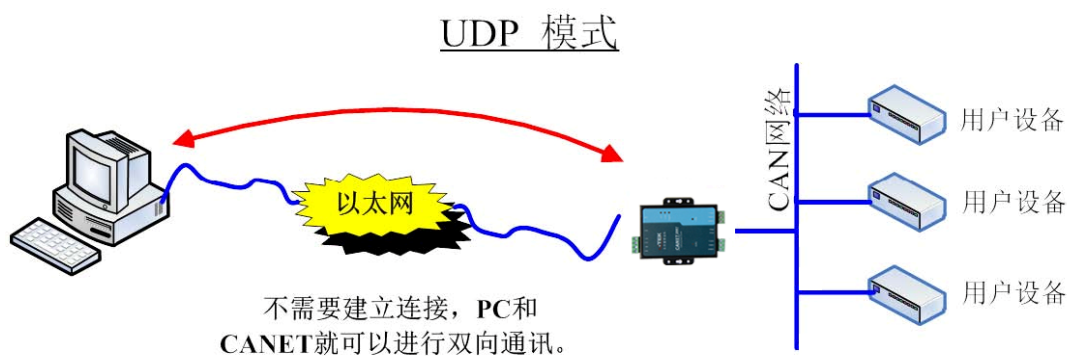 UDP 模式
CAN网络
用户设备
以太网
用户设备
用户设备
不需要建立连接，PC和
CANET就可以进行双向通讯。